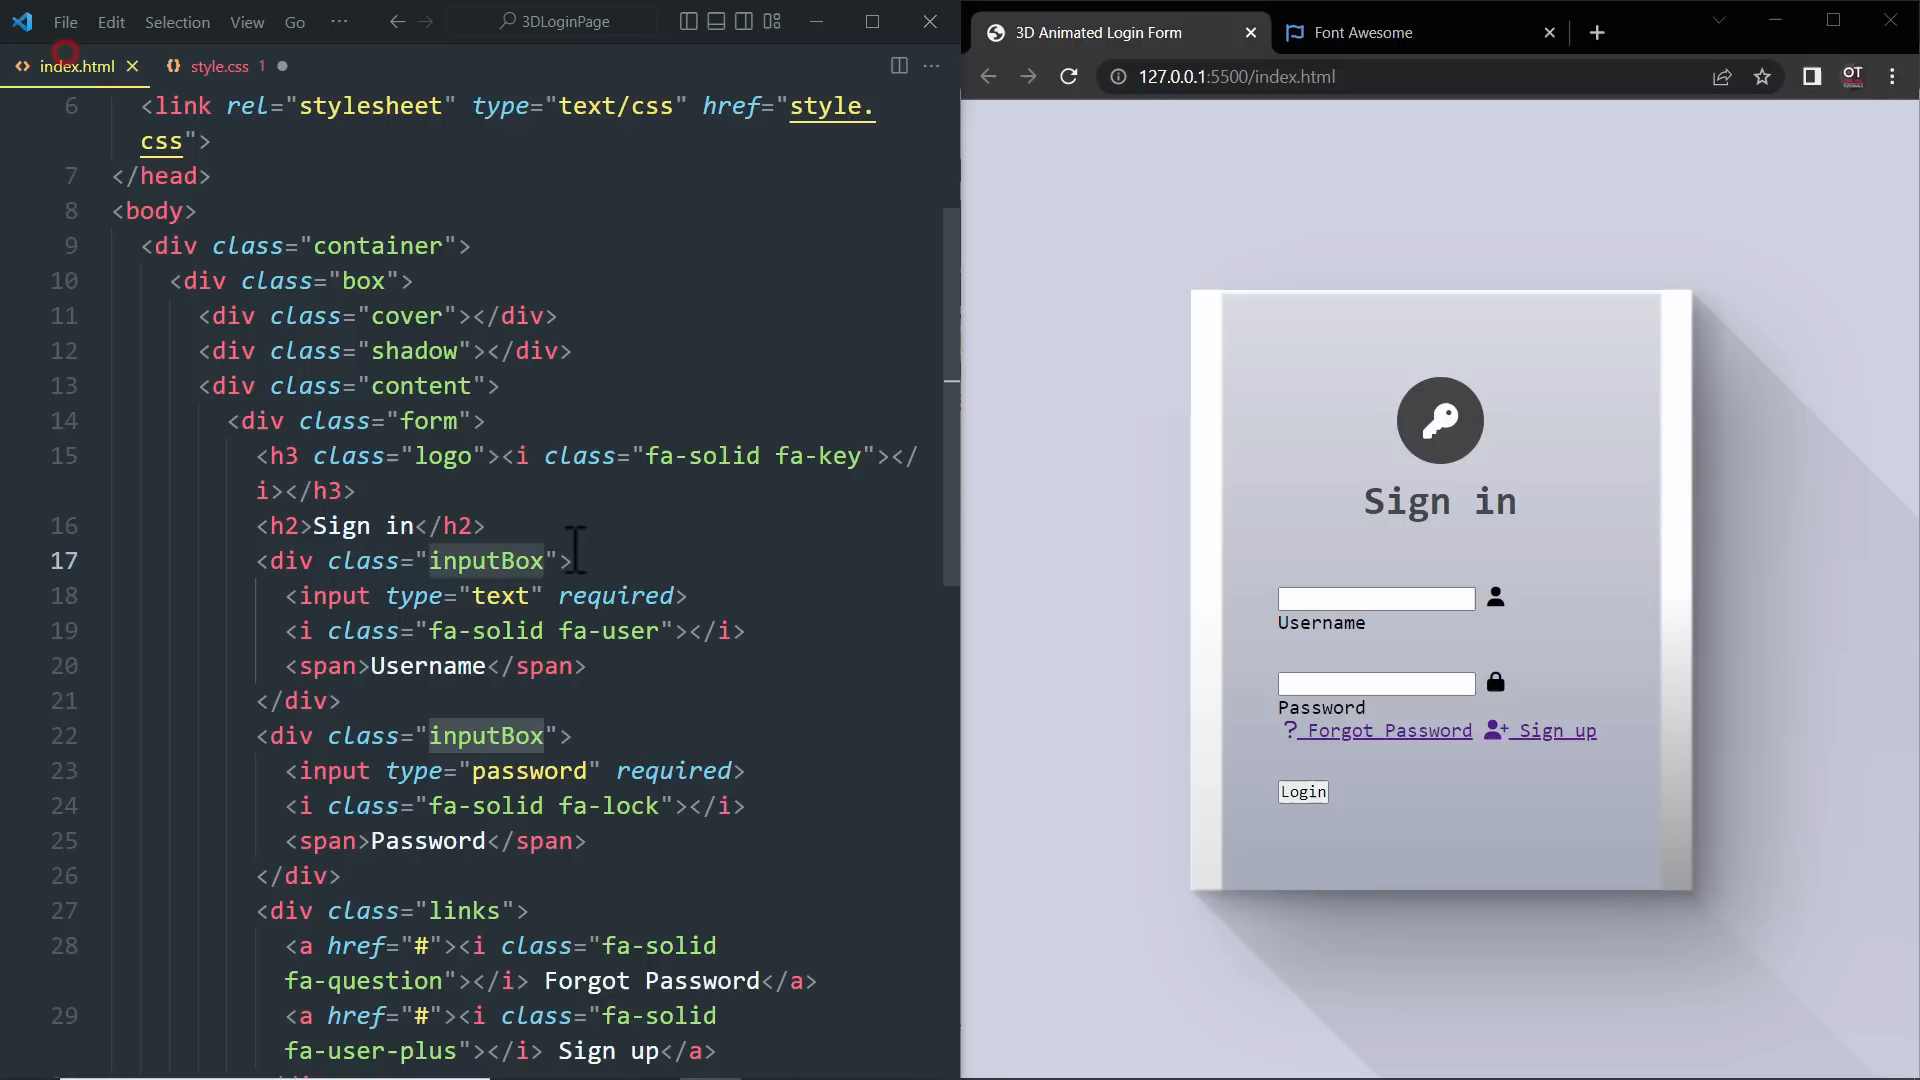 File Edit Selection View Go ··· 3DLoginPage
index.html style.css 1
6 <link rel="stylesheet" type="text/css" href="style.
css">
7 </head>
8 <body>
9 <div class="container">
10 <div class="box">
11 <div class="cover"></div>
12 <div class="shadow"></div>
13 <div class="content">
14 <div class="form">
15 <h3 class="logo"><i class="fa-solid fa-key"></
i></h3>
16 <h2>Sign in</h2>
17 <div class="inputBox">
18 <input type="text" required>
19 <i class="fa-solid fa-user"></i>
20 <span>Username</span>
21 </div>
22 <div class="inputBox">
23 <input type="password" required>
24 <i class="fa-solid fa-lock"></i>
25 <span>Password</span>
26 </div>
27 <div class="links">
28 <a href="#"><i class="fa-solid
fa-question"></i> Forgot Password</a>
29 <a href="#"><i class="fa-solid
fa-user-plus"></i> Sign up</a>
3D Animated Login Form Font Awesome
127.0.0.1:5500/index.html OT
Sign in
Username
Password
? Forgot Password Sign up
Login